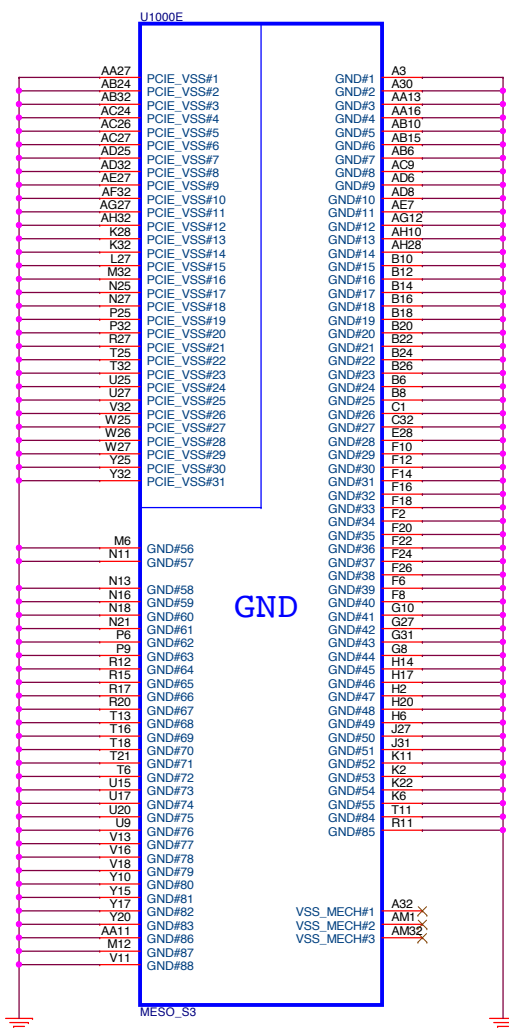 U1000E
AA27 PCIE_VSS#1 GND#1 A3
AB24 PCIE_VSS#2 GND#2 A30
AB32 PCIE_VSS#3 GND#3 AA13
AC24 PCIE_VSS#4 GND#4 AA16
AC26 PCIE_VSS#5 GND#5 AB10
AC27 PCIE_VSS#6 GND#6 AB15
AD25 PCIE_VSS#7 GND#7 AB6
AD32 PCIE_VSS#8 GND#8 AC9
AE27 PCIE_VSS#9 GND#9 AD6
AF32 PCIE_VSS#10 GND#10 AD8
AG27 PCIE_VSS#11 GND#11 AE7
AH32 PCIE_VSS#12 GND#12 AG12
K28 PCIE_VSS#13 GND#13 AH10
K32 PCIE_VSS#14 GND#14 AH28
L27 PCIE_VSS#15 GND#15 B10
M32 PCIE_VSS#16 GND#16 B12
N25 PCIE_VSS#17 GND#17 B14
N27 PCIE_VSS#18 GND#18 B16
P25 PCIE_VSS#19 GND#19 B18
P32 PCIE_VSS#20 GND#20 B20
R27 PCIE_VSS#21 GND#21 B22
T25 PCIE_VSS#22 GND#22 B24
T32 PCIE_VSS#23 GND#23 B26
U25 PCIE_VSS#24 GND#24 B6
U27 PCIE_VSS#25 GND#25 B8
V32 PCIE_VSS#26 GND#26 C1
W25 PCIE_VSS#27 GND#27 C32
W26 PCIE_VSS#28 GND#28 E28
W27 PCIE_VSS#29 GND#29 F10
Y25 PCIE_VSS#30 GND#30 F12
Y32 PCIE_VSS#31 GND#31 F14
GND#32 F16
GND#33 F18
GND#34 F2
GND#35 F20
M6 GND#56 GND#36 F22
N11 GND#57 GND#37 F24
GND#38 F26
N13 GND#58 GND#39 F6
N16 GND#59 GND#40 F8
GND
N18 GND#60 GND#41 G10
N21 GND#61 GND#42 G27
P6 GND#62 GND#43 G31
P9 GND#63 GND#44 G8
R12 GND#64 GND#45 H14
R15 GND#65 GND#46 H17
R17 GND#66 GND#47 H2
R20 GND#67 GND#48 H20
T13 GND#68 GND#49 H6
T16 GND#69 GND#50 J27
T18 GND#70 GND#51 J31
T21 GND#71 GND#52 K11
T6 GND#72 GND#53 K2
U15 GND#73 GND#54 K22
U17 GND#74 GND#55 K6
U20 GND#75 GND#84 T11
U9 GND#76 GND#85 R11
V13 GND#77
V16 GND#78
V18 GND#79
Y10 GND#80
Y15 GND#81
Y17 GND#82 VSS_MECH#1 A32
Y20 GND#83 VSS_MECH#2 AM1
AA11 GND#86 VSS_MECH#3 AM32
M12 GND#87
V11 GND#88
MESO_S3